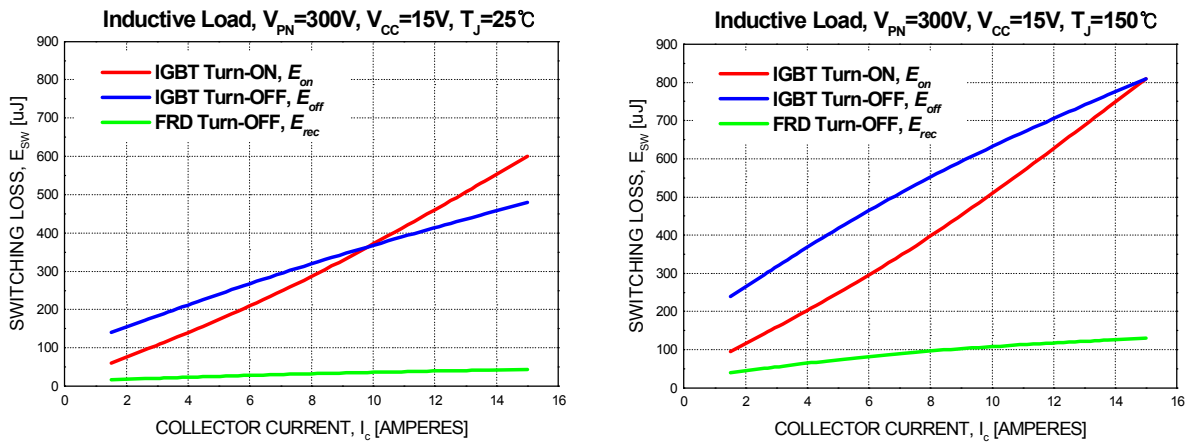 Inductive Load, VPN=300V, VCC=15V, TJ=25℃
900
800
700
600
500
400
300
200
100
0
SWITCHING LOSS, ESW [uJ]
IGBT Turn-ON, Eon
IGBT Turn-OFF, Eoff
FRD Turn-OFF, Erec
0 2 4 6 8 10 12 14 16
COLLECTOR CURRENT, Ic [AMPERES]
Inductive Load, VPN=300V, VCC=15V, TJ=150℃
900
800
700
600
500
400
300
200
100
0
SWITCHING LOSS, ESW [uJ]
IGBT Turn-ON, Eon
IGBT Turn-OFF, Eoff
FRD Turn-OFF, Erec
0 2 4 6 8 10 12 14 16
COLLECTOR CURRENT, Ic [AMPERES]